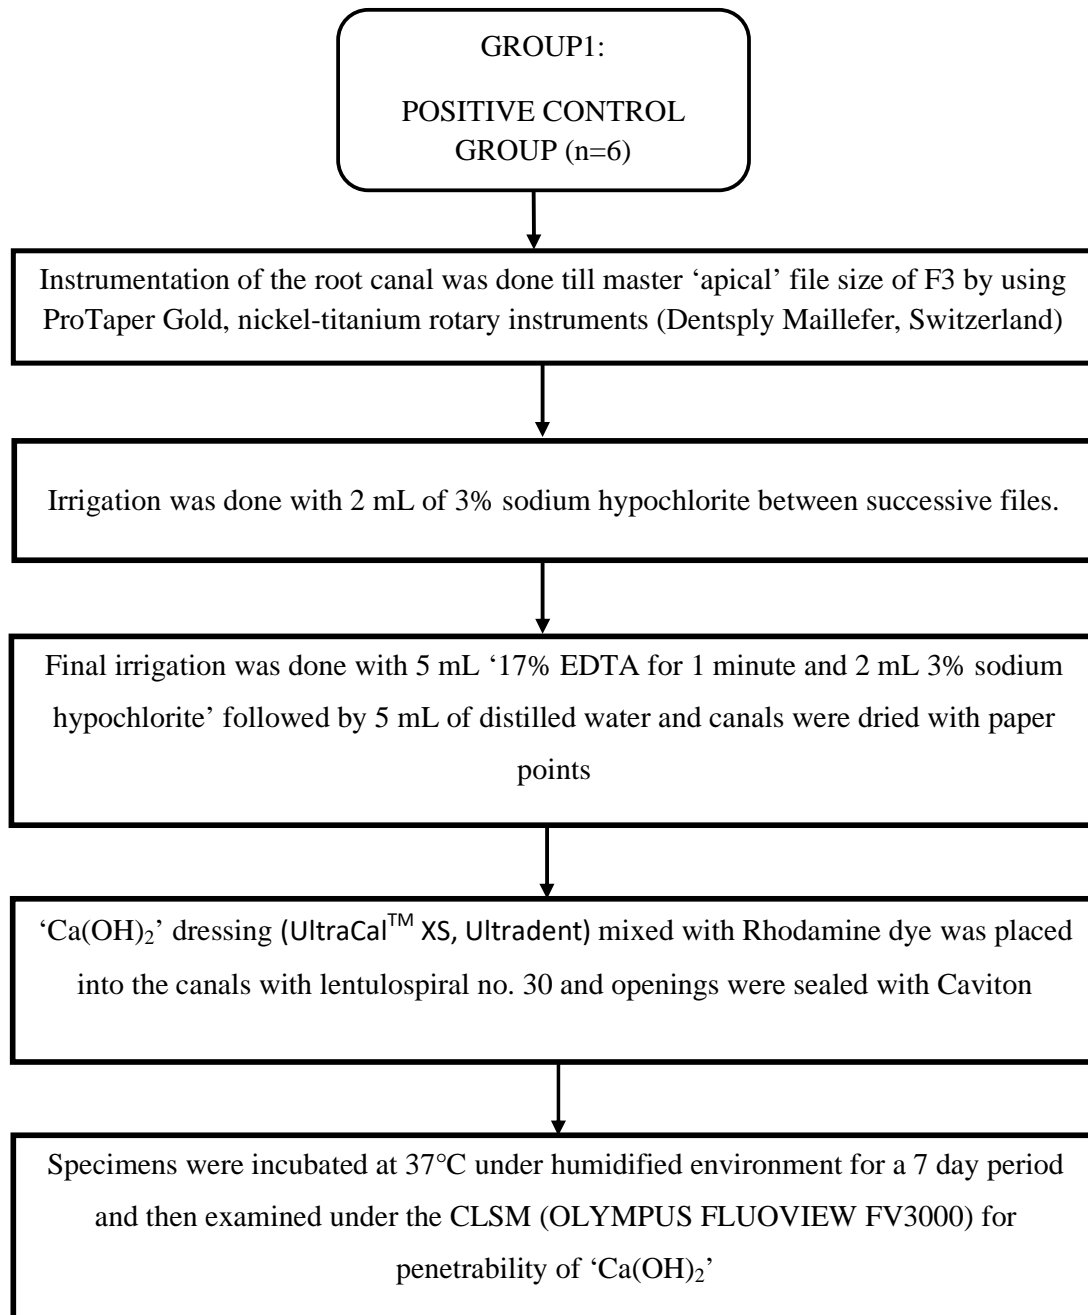 GROUP1:
POSITIVE CONTROL
GROUP (n=6)
Instrumentation of the root canal was done till master ‘apical’ file size of F3 by using
ProTaper Gold, nickel-titanium rotary instruments (Dentsply Maillefer, Switzerland)
Irrigation was done with 2 mL of 3% sodium hypochlorite between successive files.
Final irrigation was done with 5 mL ‘17% EDTA for 1 minute and 2 mL 3% sodium
hypochlorite’ followed by 5 mL of distilled water and canals were dried with paper
points
‘Ca(OH)₂’ dressing (UltraCal™ XS, Ultradent) mixed with Rhodamine dye was placed
into the canals with lentulospiral no. 30 and openings were sealed with Caviton
Specimens were incubated at 37°C under humidified environment for a 7 day period
and then examined under the CLSM (OLYMPUS FLUOVIEW FV3000) for
penetrability of ‘Ca(OH)₂’